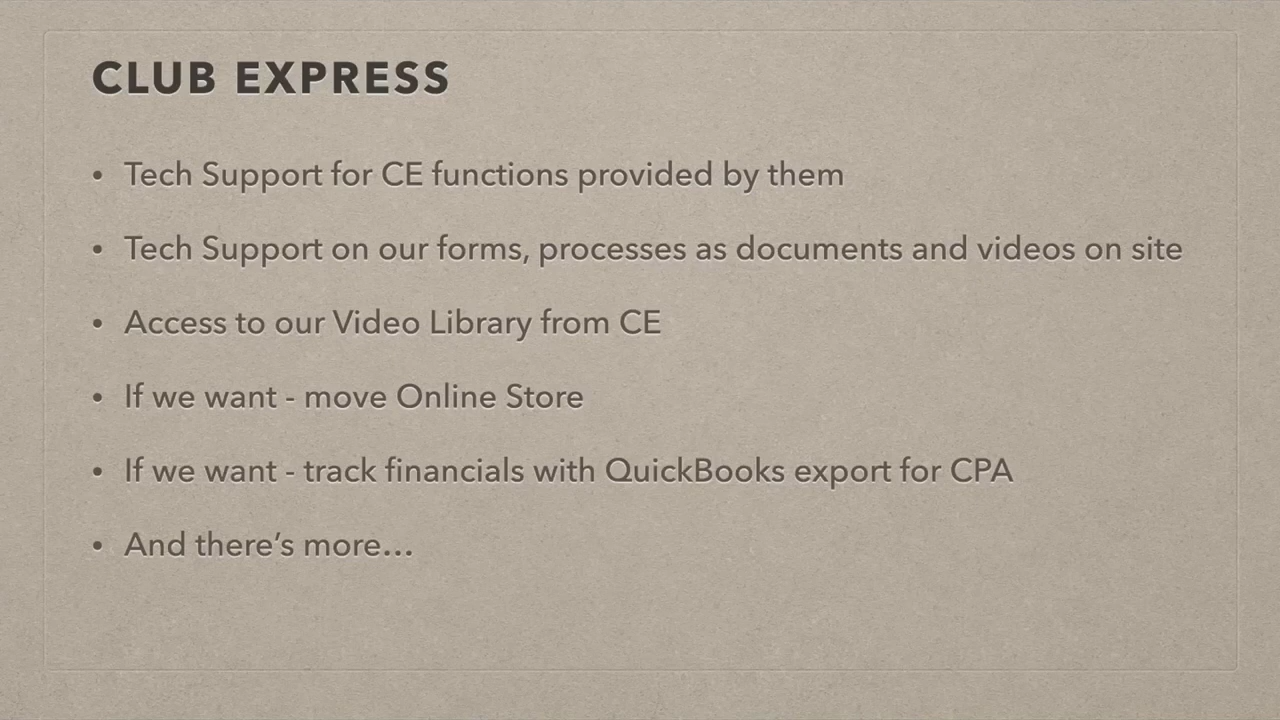 CLUB EXPRESS
• Tech Support for CE functions provided by them
• Tech Support on our forms, processes as documents and videos on site
• Access to our Video Library from CE
• If we want - move Online Store
• If we want - track financials with QuickBooks export for CPA
• And there’s more…